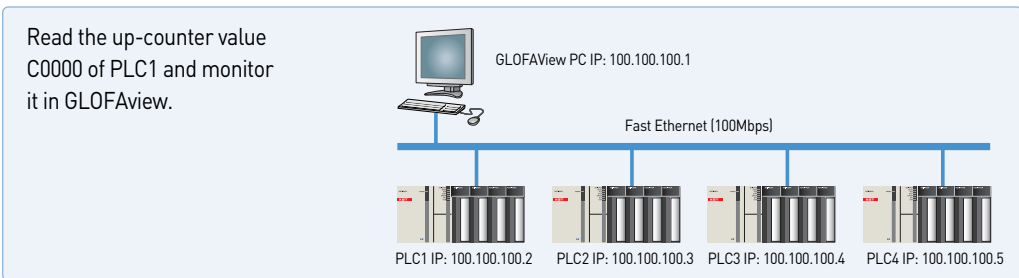 Read the up-counter value
C0000 of PLC1 and monitor
it in GLOFAview.
GLOFAView PC IP: 100.100.100.1
Fast Ethernet (100Mbps)
PLC1 IP: 100.100.100.2
PLC2 IP: 100.100.100.3
PLC3 IP: 100.100.100.4
PLC4 IP: 100.100.100.5